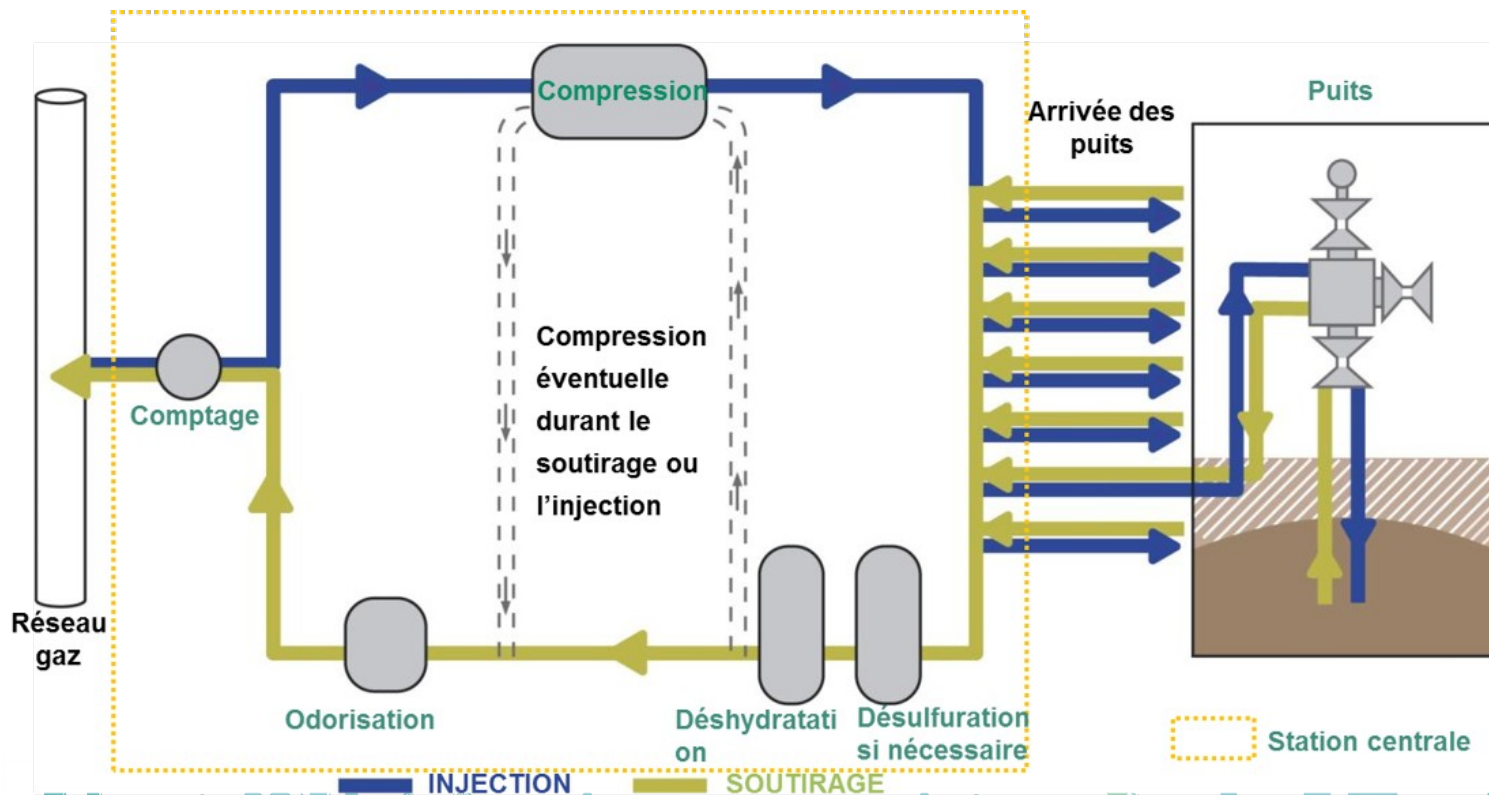 Compression
Arrivée des
puits
Puits
Compression
éventuelle
durant le
soutirage ou
l'injection
Comptage
Réseau
gaz
Odorisation
Déshydratati
on
Désulfuration
si nécessaire
Station centrale
INJECTION
SOUTIRAGE